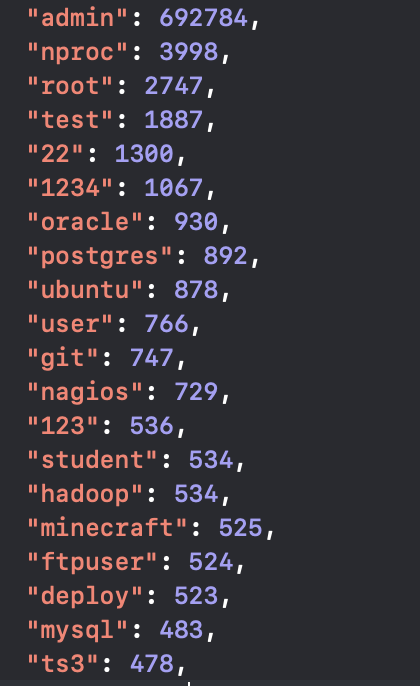 "admin": 692784,
"nproc": 3998,
"root": 2747,
"test": 1887,
"22": 1300,
"1234": 1067,
"oracle": 930,
"postgres": 892,
"ubuntu": 878,
"user": 766,
"git": 747,
"nagios": 729,
"123": 536,
"student": 534,
"hadoop": 534,
"minecraft": 525,
"ftpuser": 524,
"deploy": 523,
"mysql": 483,
"ts3": 478,